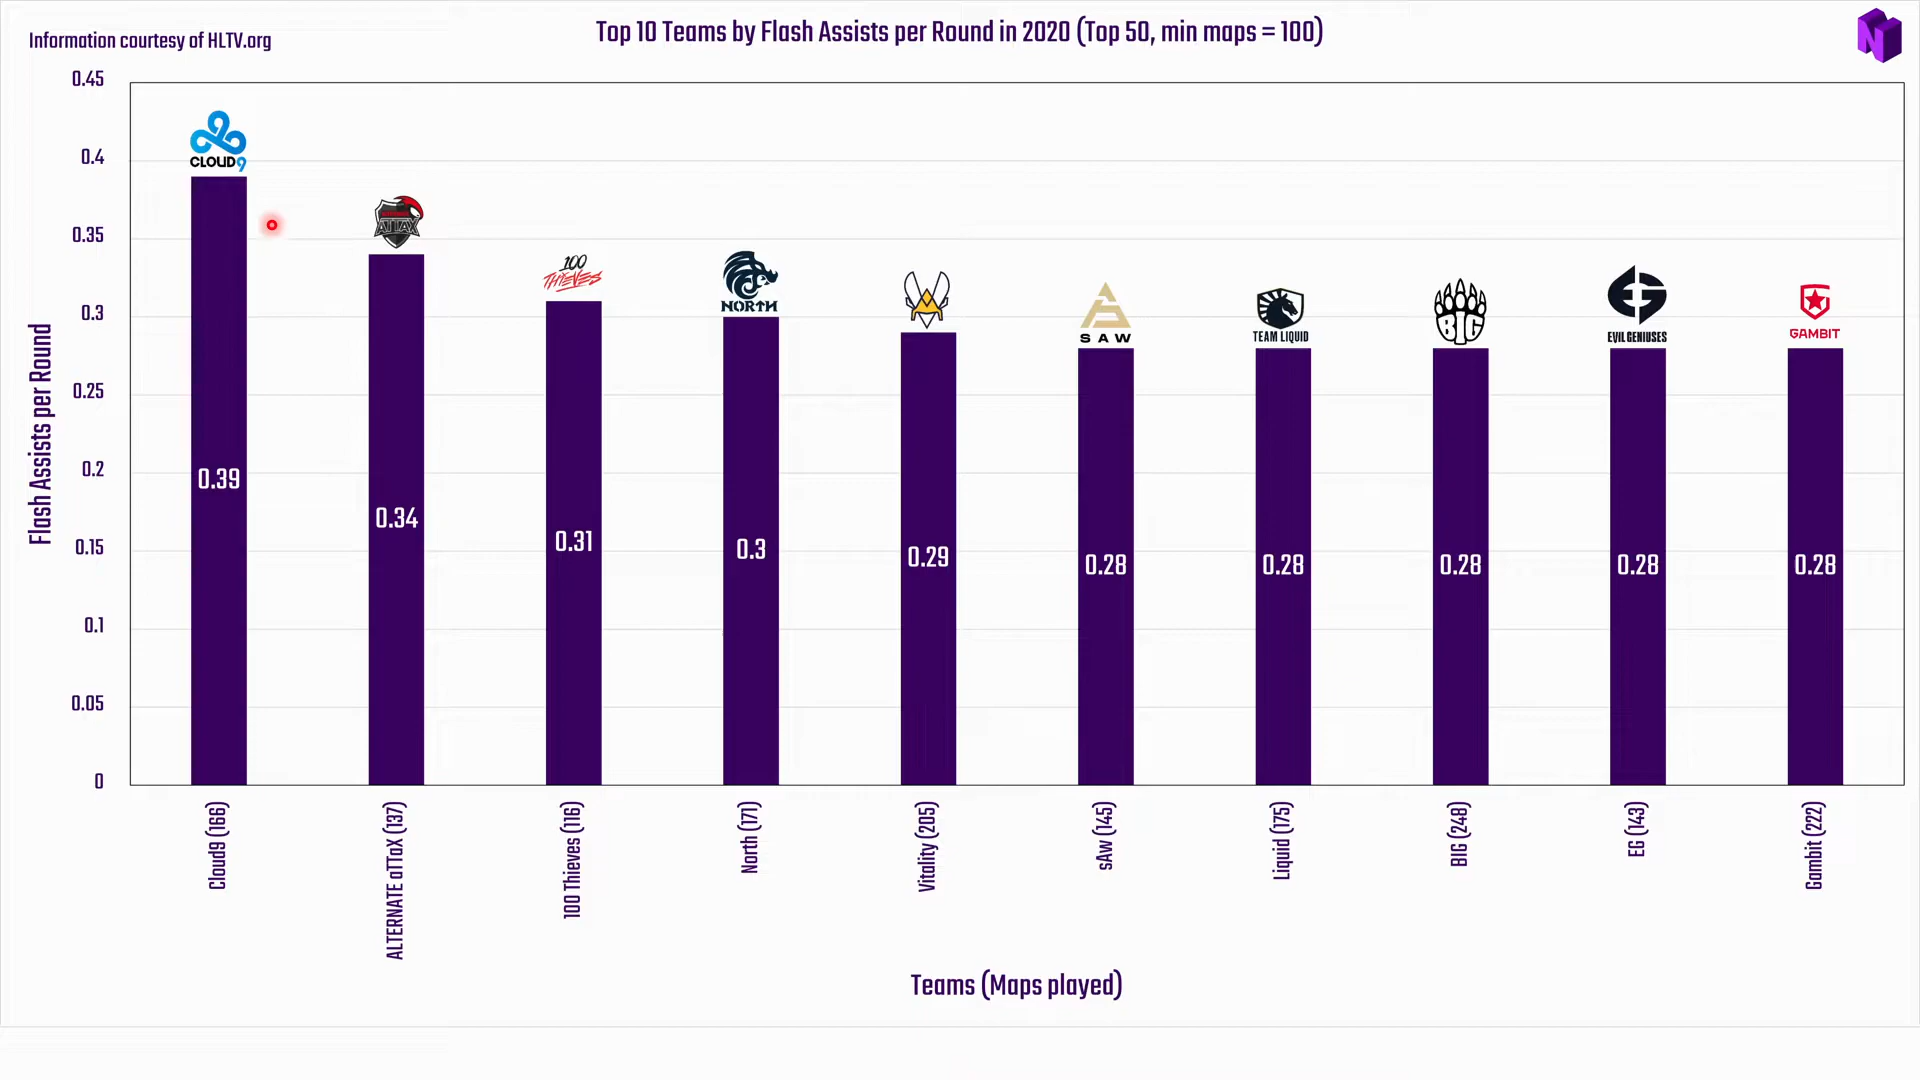 Information courtesy of HLTV.org
Top 10 Teams by Flash Assists per Round in 2020 (Top 50, min maps = 100)
N
Flash Assists per Round
0.45
0.4
0.35
0.3
0.25
0.2
0.15
0.1
0.05
0
CLOUD9
ATTAX
100
THIEVES
NORTH
SAW
TEAM LIQUID
BIG
EVIL GENIUSES
GAMBIT
0.39
0.34
0.31
0.3
0.29
0.28
0.28
0.28
0.28
0.28
Cloud9 (166)
ALTERNATE aTTaX (137)
100 Thieves (116)
North (171)
Vitality (205)
sAw (145)
Liquid (175)
BIG (248)
EG (143)
Gambit (222)
Teams (Maps played)